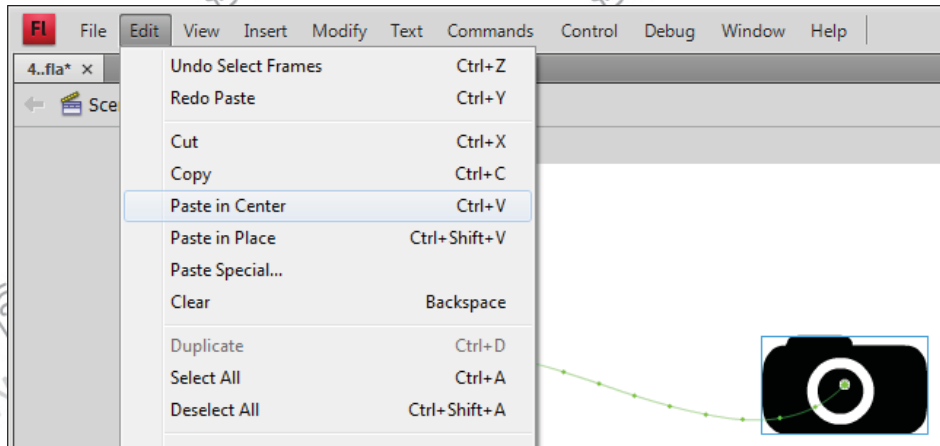 Fl File Edit View Insert Modify Text Commands Control Debug Window Help
4..fla* ×
Sce
Undo Select Frames Ctrl+Z
Redo Paste Ctrl+Y
Cut Ctrl+X
Copy Ctrl+C
Paste in Center Ctrl+V
Paste in Place Ctrl+Shift+V
Paste Special...
Clear Backspace
Duplicate Ctrl+D
Select All Ctrl+A
Deselect All Ctrl+Shift+A